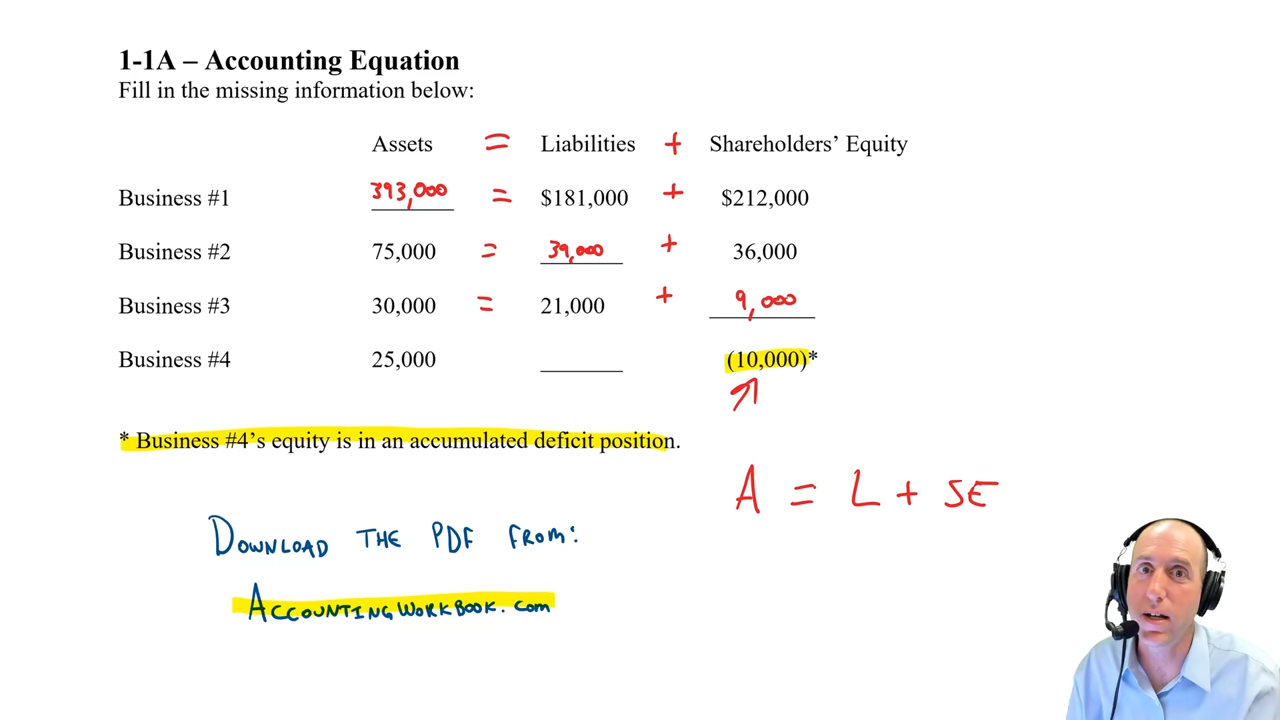 1-1A – Accounting Equation
Fill in the missing information below:
Assets = Liabilities + Shareholders’ Equity
Business #1 393,000 = $181,000 + $212,000
Business #2 75,000 = 39,000 + 36,000
Business #3 30,000 = 21,000 + 9,000
Business #4 25,000 ______ (10,000)*
* Business #4’s equity is in an accumulated deficit position.
A = L + SE
DOWNLOAD THE PDF FROM:
ACCOUNTINGWORKBOOK.com